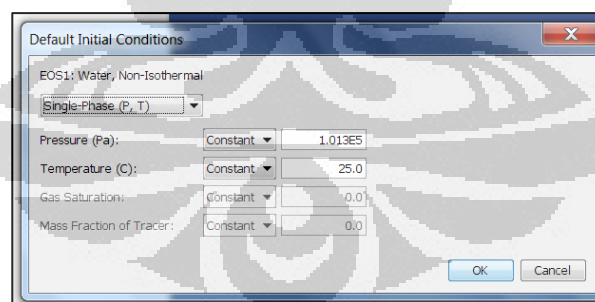 Default Initial Conditions
EOS1: Water, Non-Isothermal
Single-Phase (P, T)
Pressure (Pa): Constant 1.013E5
Temperature (C): Constant 25.0
Gas Saturation: Constant 0.0
Mass Fraction of Tracer: Constant 0.0
OK Cancel